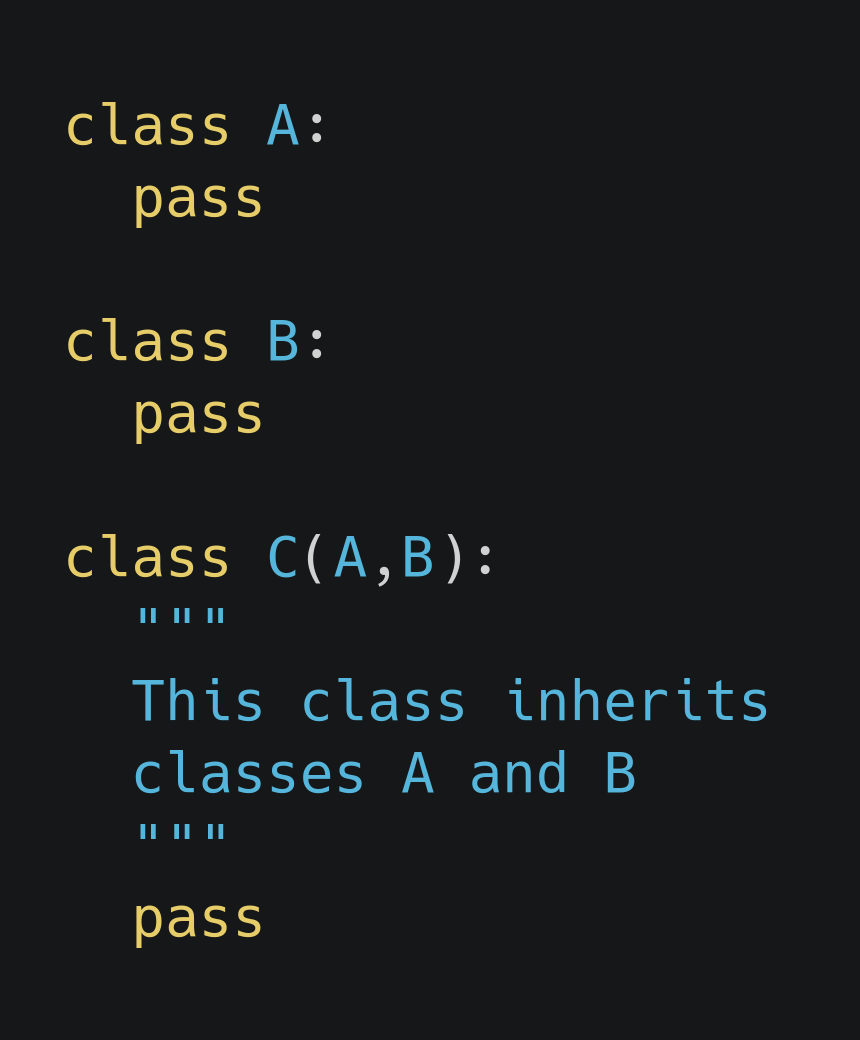 class A:
  pass

class B:
  pass

class C(A,B):
  """
  This class inherits
  classes A and B
  """
  pass